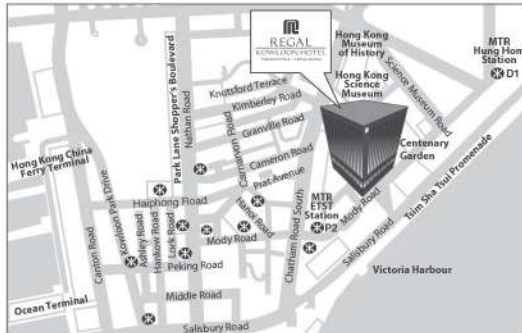 REGAL
KOWLOON HOTEL
Hong Kong
Museum
of History
MTR
Hung Hom
Station
D1
Hong Kong
Science
Museum
Science Museum Road
Knutsford Terrace
Kimberley Road
Granville Road
Cameron Road
Prat Avenue
Carnarvon Road
Park Lane Shopper's Boulevard
Nathan Road
Centenary
Garden
Tsim Sha Tsui Promenade
Hong Kong China
Ferry Terminal
Canton Road
Kowloon Park Drive
Haiphong Road
Ashley Road
Hankow Road
Lock Road
Hanoi Road
Mody Road
Peking Road
Chatham Road South
MTR
ETST
Station
P2
Mody Road
Salisbury Road
Victoria Harbour
Middle Road
Ocean Terminal
Salisbury Road